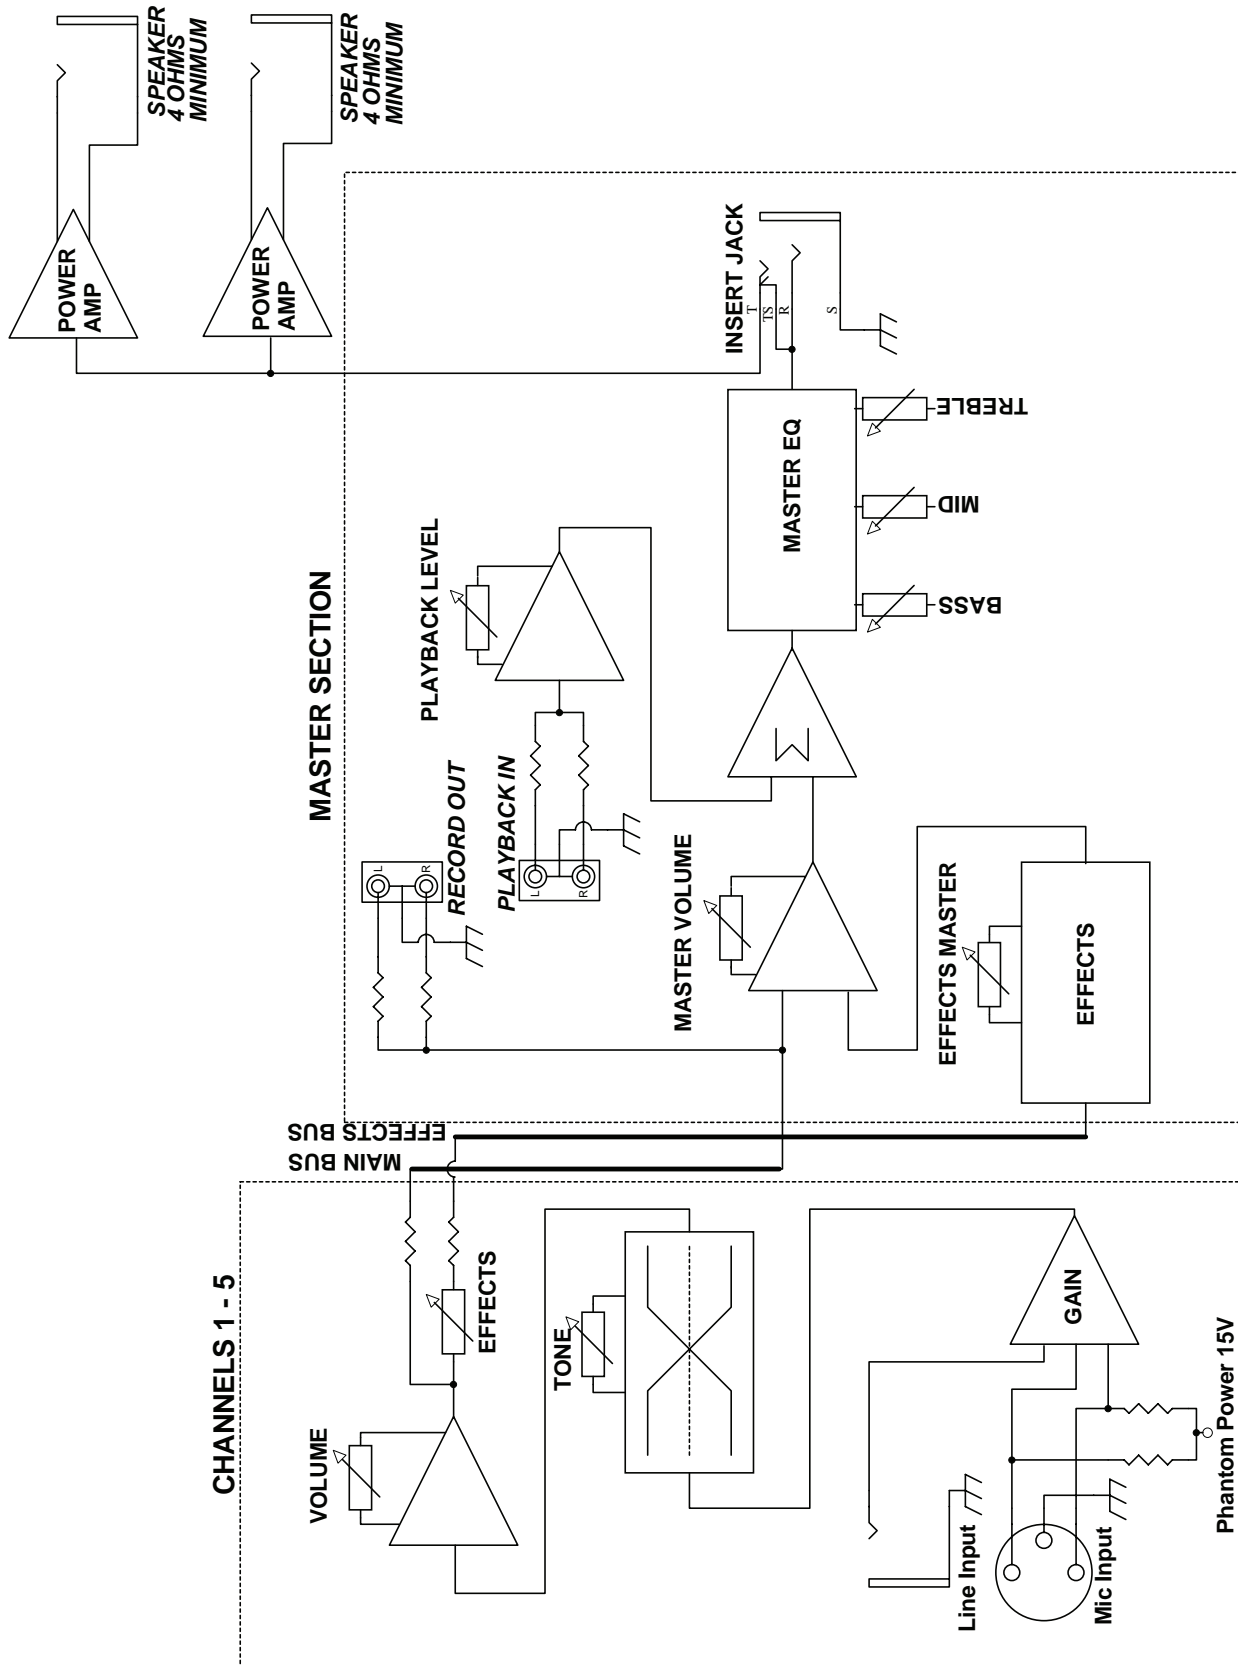 CHANNELS 1 - 5
VOLUME
EFFECTS
TONE
GAIN
Line Input
Mic Input
Phantom Power 15V
MAIN BUS
EFFECTS BUS
MASTER SECTION
L
R
RECORD OUT
PLAYBACK IN
L
R
PLAYBACK LEVEL
MASTER VOLUME
EFFECTS MASTER
EFFECTS
Σ
MASTER EQ
BASS
MID
TREBLE
INSERT JACK
T
TS
R
S
POWER
AMP
POWER
AMP
SPEAKER
4 OHMS
MINIMUM
SPEAKER
4 OHMS
MINIMUM